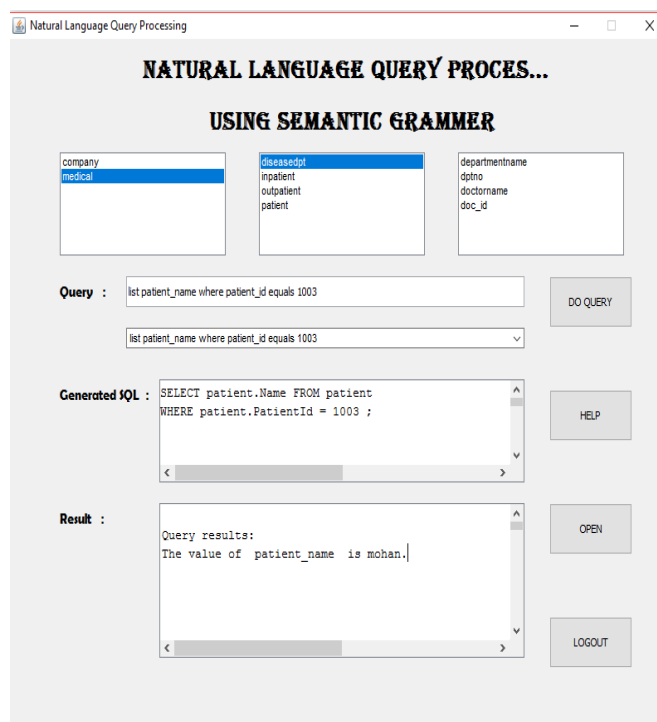 Natural Language Query Processing
NATURAL LANGUAGE QUERY PROCES...
USING SEMANTIC GRAMMER
company
medical
diseasedpt
inpatient
outpatient
patient
departmentname
dptno
doctorname
doc_id
Query :
list patient_name where patient_id equals 1003
DO QUERY
list patient_name where patient_id equals 1003
Generated SQL :
SELECT patient.Name FROM patient
WHERE patient.PatientId = 1003 ;
HELP
Result :
Query results:
The value of patient_name is mohan.
OPEN
LOGOUT